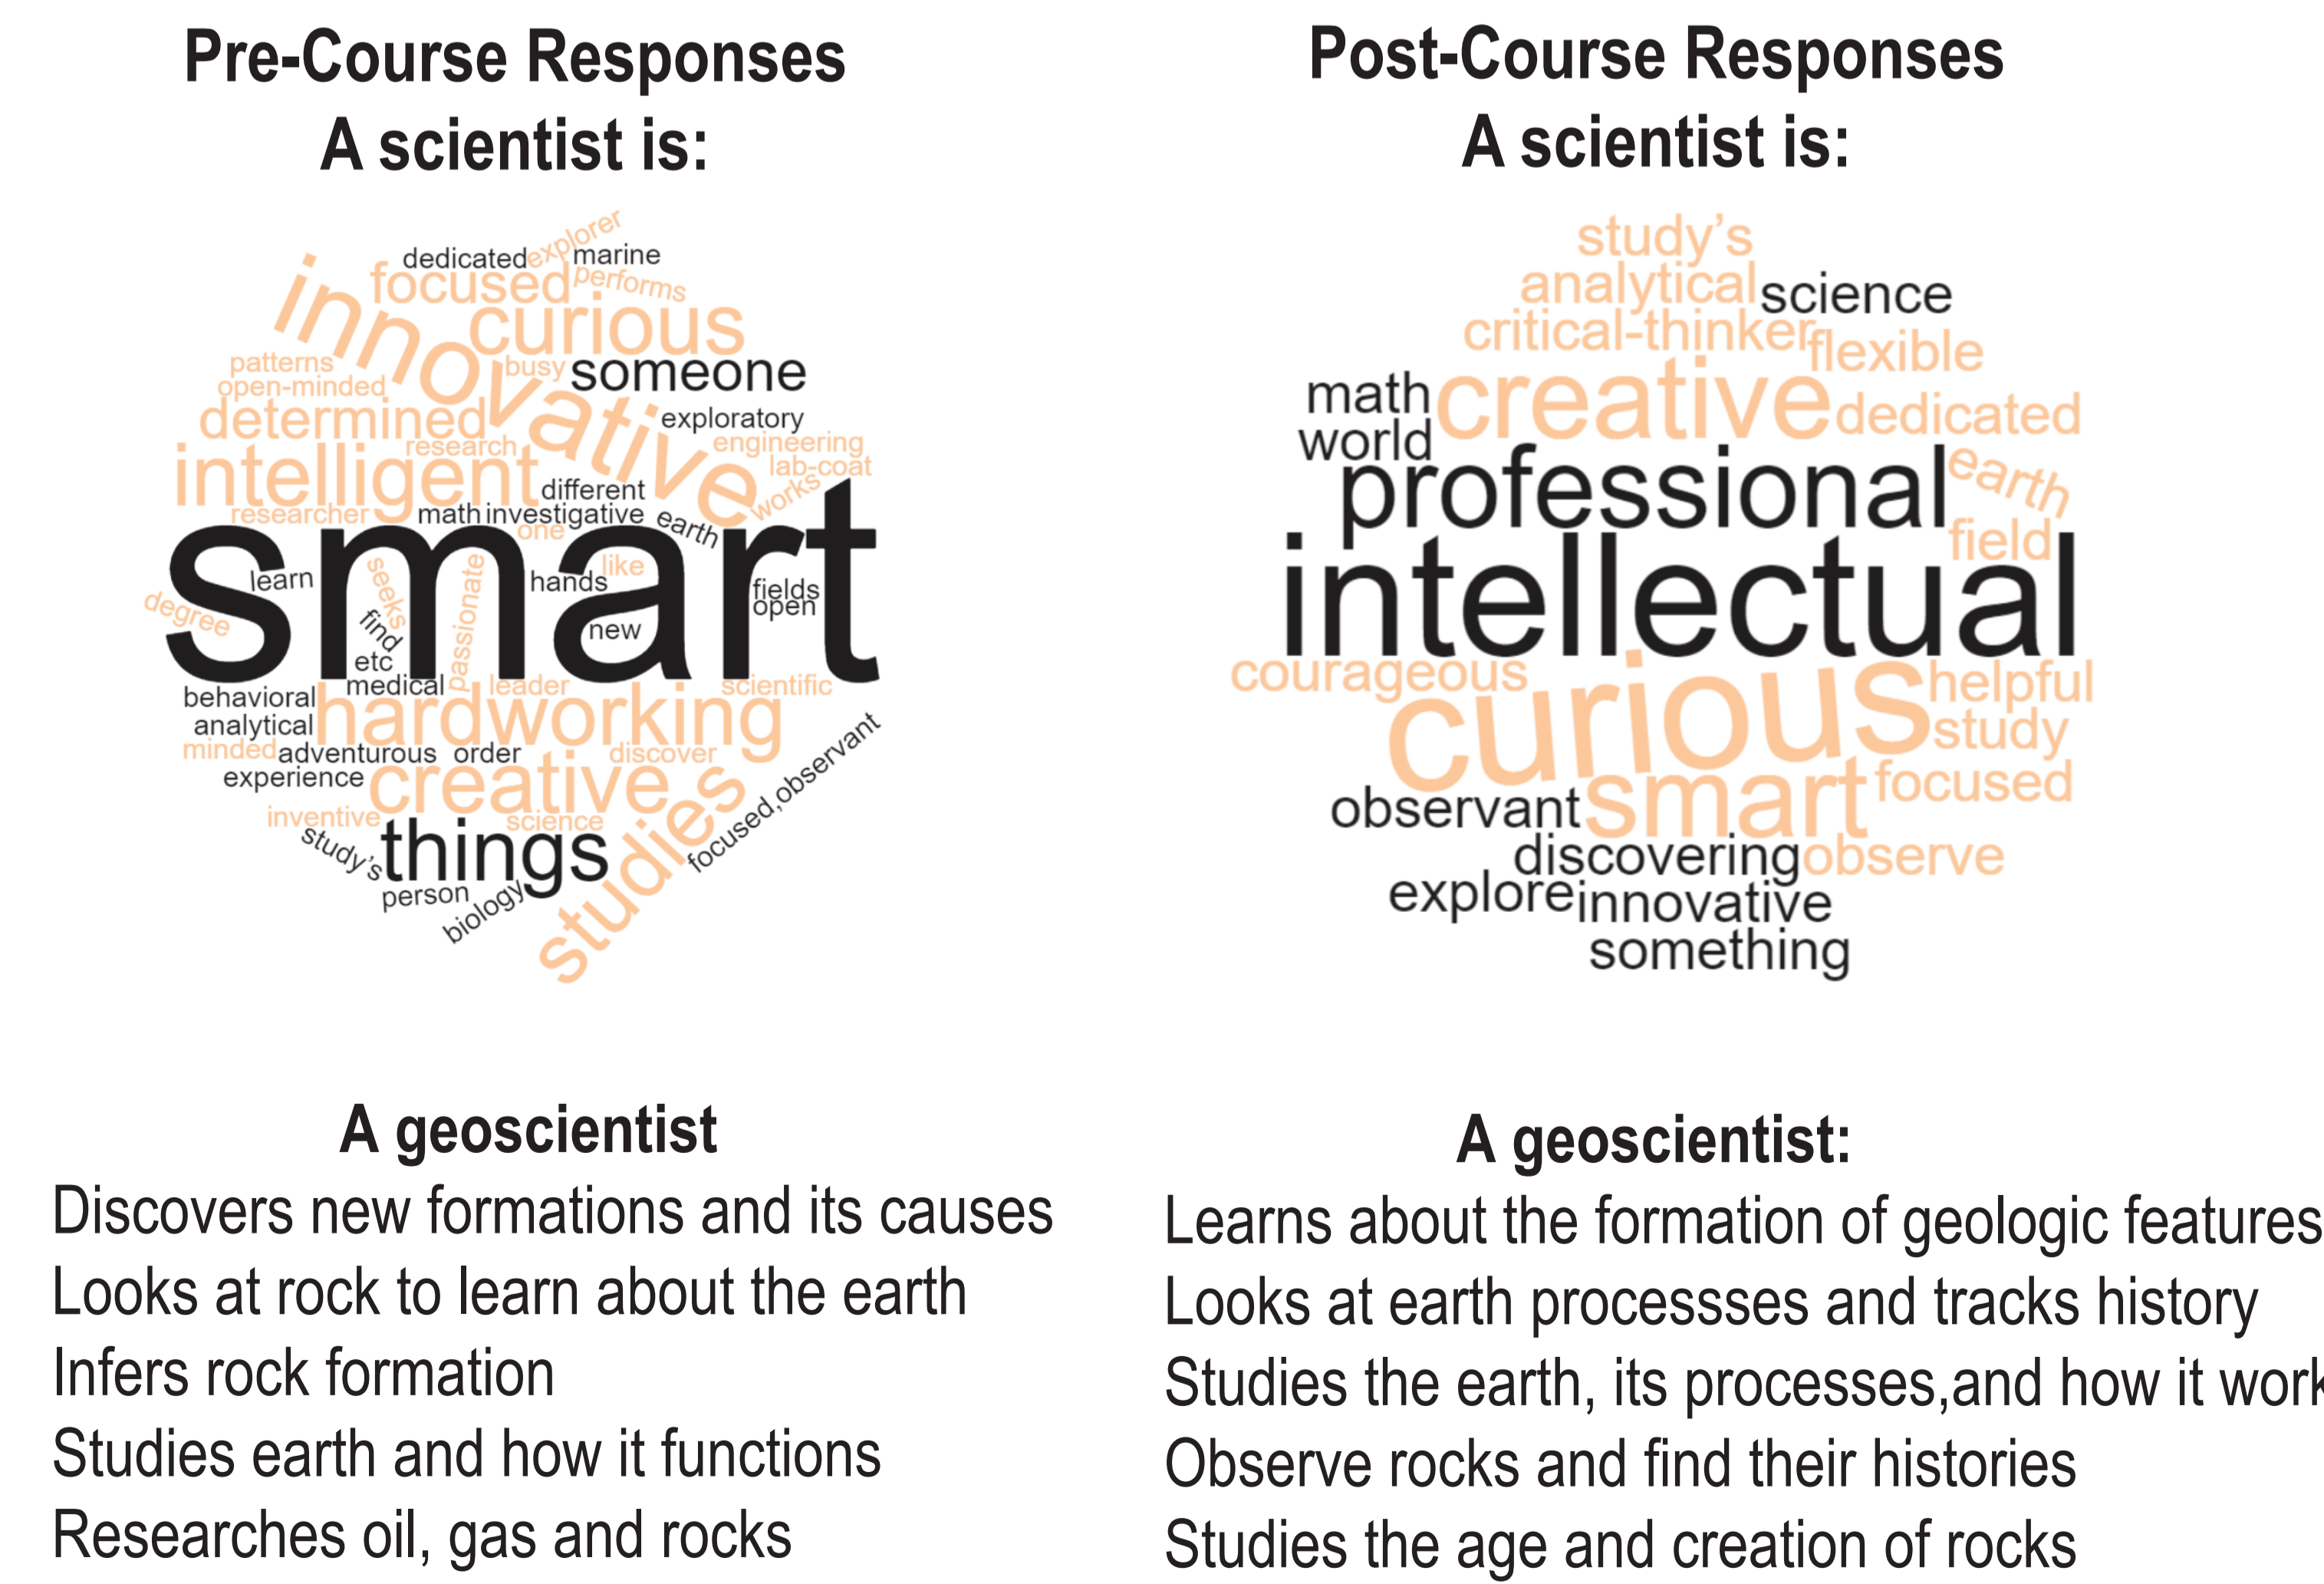 Pre-Course Responses
A scientist is:
explorer
dedicated
marine
focused
performs
innovative
curious
patterns
busy
someone
open-minded
determined
exploratory
research
engineering
intelligent
lab-coat
different
works
researcher
math
investigative
earth
one
smart
learn
seeks
passionate
hands
like
fields
open
degree
find
new
etc
medical
leader
scientific
behavioral
hardworking
analytical
minded
adventurous
order
discover
experience
creative
focused,observant
inventive
science
studies
study's
things
person
biology
A geoscientist
Discovers new formations and its causes
Looks at rock to learn about the earth
Infers rock formation
Studies earth and how it functions
Researches oil, gas and rocks
Post-Course Responses
A scientist is:
study's
analytical
science
critical-thinker
flexible
math
creative
dedicated
world
professional
earth
field
intellectual
courageous
curious
helpful
study
smart
focused
observant
discovering
observe
explore
innovative
something
A geoscientist:
Learns about the formation of geologic features
Looks at earth processses and tracks history
Studies the earth, its processes,and how it work
Observe rocks and find their histories
Studies the age and creation of rocks